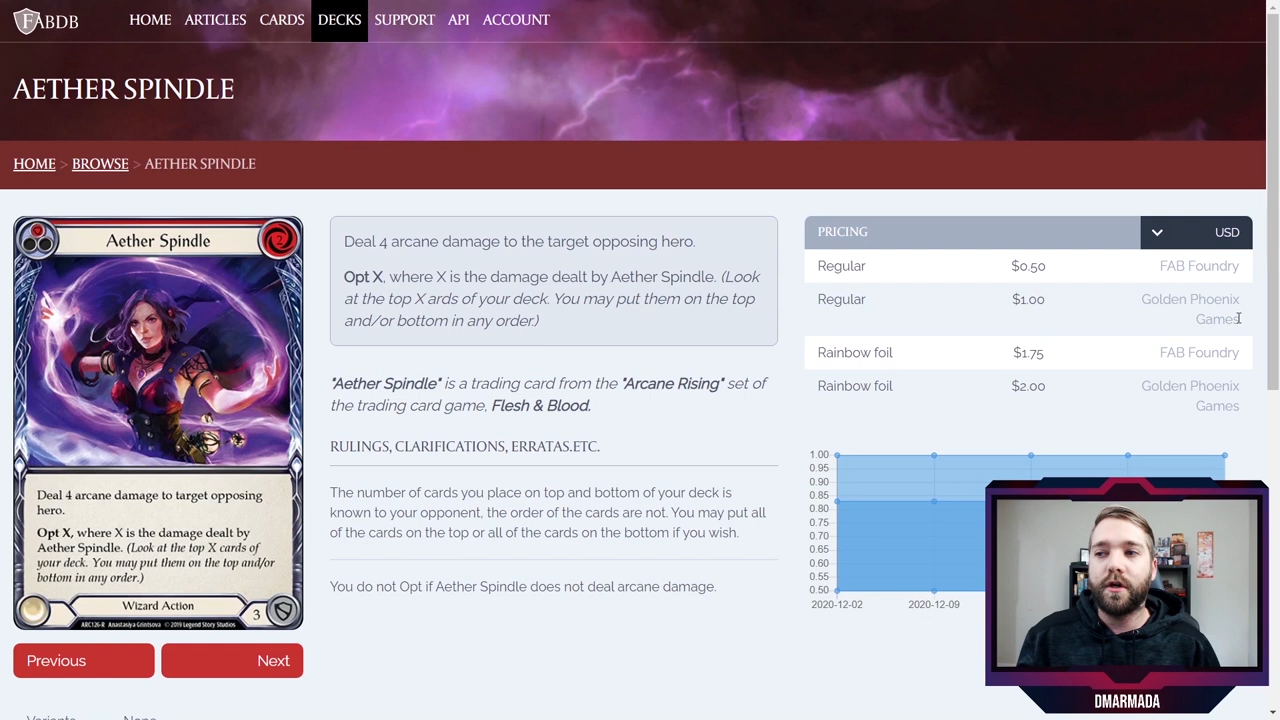 FABDB
HOME ARTICLES CARDS DECKS SUPPORT API ACCOUNT
AETHER SPINDLE
HOME > BROWSE > AETHER SPINDLE
2
Aether Spindle
Deal 4 arcane damage to target opposing
hero.
Opt X, where X is the damage dealt by
Aether Spindle. (Look at the top X cards of
your deck. You may put them on the top and/or
bottom in any order.)
Wizard Action
3
ARC126-R Anastasiya Grintsova © 2019 Legend Story Studios
Previous
Next
Variants None
Deal 4 arcane damage to the target opposing hero.
Opt X, where X is the damage dealt by Aether Spindle. (Look
at the top X ards of your deck. You may put them on the top
and/or bottom in any order.)
"Aether Spindle" is a trading card from the "Arcane Rising" set of
the trading card game, Flesh & Blood.
RULINGS, CLARIFICATIONS, ERRATAS.ETC.
The number of cards you place on top and bottom of your deck is
known to your opponent, the order of the cards are not. You may put all
of the cards on the top or all of the cards on the bottom if you wish.
You do not Opt if Aether Spindle does not deal arcane damage.
PRICING USD
Regular $0.50 FAB Foundry
Regular $1.00 Golden Phoenix
Games
Rainbow foil $1.75 FAB Foundry
Rainbow foil $2.00 Golden Phoenix
Games
1.00
0.95
0.90
0.85
0.80
0.75
0.70
0.65
0.60
0.55
0.50
2020-12-02 2020-12-09
DMARMADA